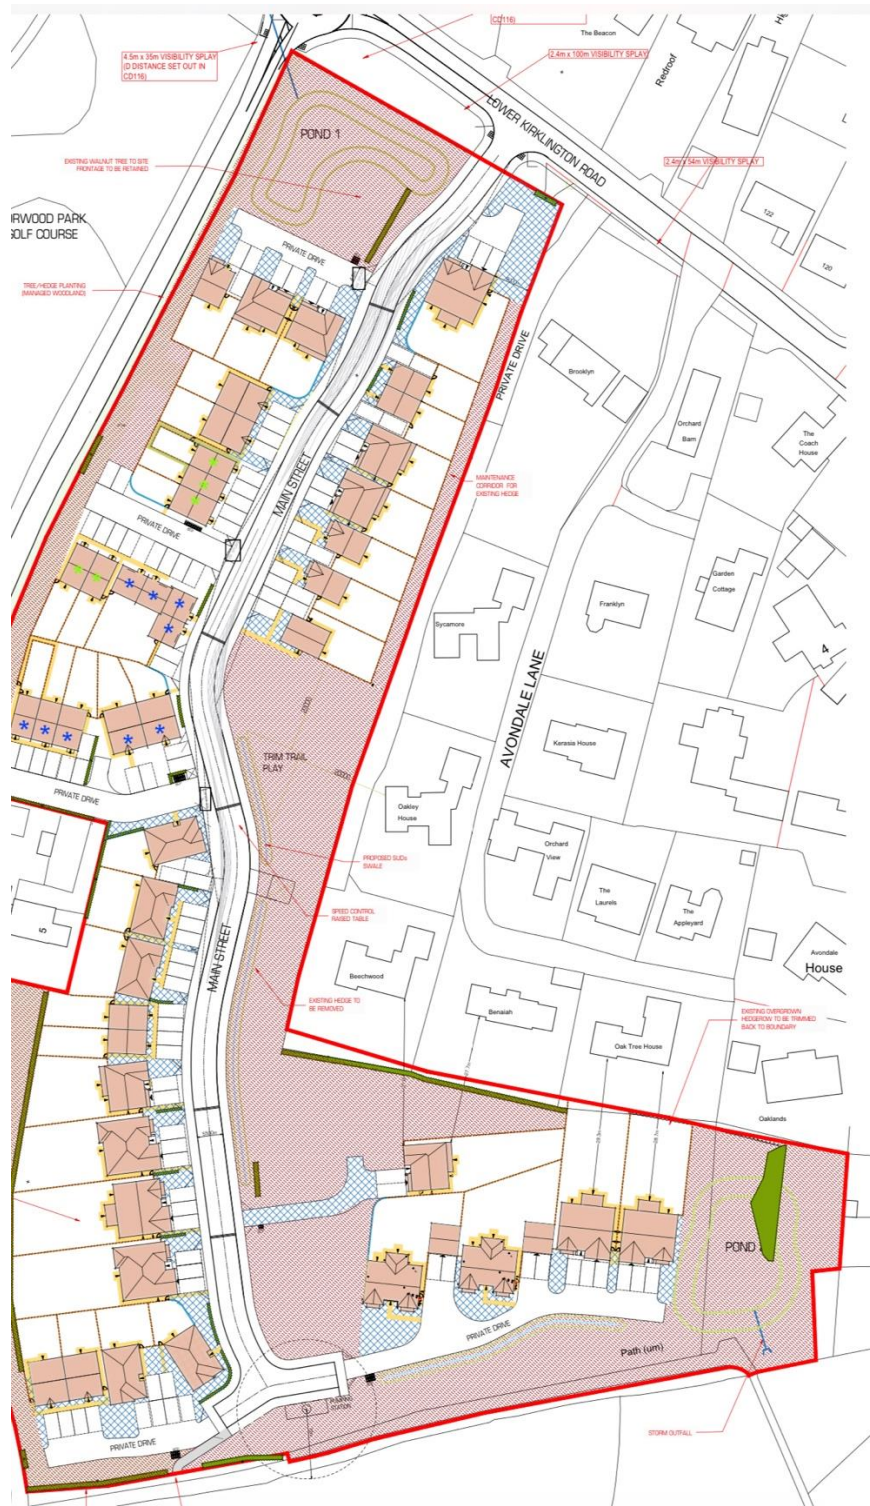 CD116)
The Beacon
4.5m x 35m VISIBILITY SPLAY
(D DISTANCE SET OUT IN
CD116)
2.4m x 100m VISIBILITY SPLAY
Redroof
LOWER KIRKLINGTON ROAD
POND 1
2.4m x 54m VISIBILITY SPLAY
EXISTING WALNUT TREE TO SITE
FRONTAGE TO BE RETAINED
122
120
ORWOOD PARK
GOLF COURSE
PRIVATE DRIVE
TREE/HEDGE PLANTING
(MANAGED WOODLAND)
PRIVATE DRIVE
Brooklyn
Orchard
Barn
The
Coach
House
MAIN STREET
MAINTENANCE
CORRIDOR FOR
EXISTING HEDGE
PRIVATE DRIVE
Garden
Cottage
Franklyn
Sycamore
4
AVONDALE LANE
20000
Kerasia House
TRIM TRAIL
PLAY
20000
PRIVATE DRIVE
Oakley
House
Orchard
View
PROPOSED SUDs
SWALE
The
Laurels
SPEED CONTROL
RAISED TABLE
The
Appleyard
5
MAIN STREET
Beechwood
Avondale
House
EXISTING HEDGE TO
BE REMOVED
Benaiah
EXISTING OVERGROWN
HEDGEROW TO BE TRIMMED
BACK TO BOUNDARY
Oak Tree House
Oaklands
POND
PRIVATE DRIVE
Path (um)
PUMPING
STATION
STORM OUTFALL
PRIVATE DRIVE